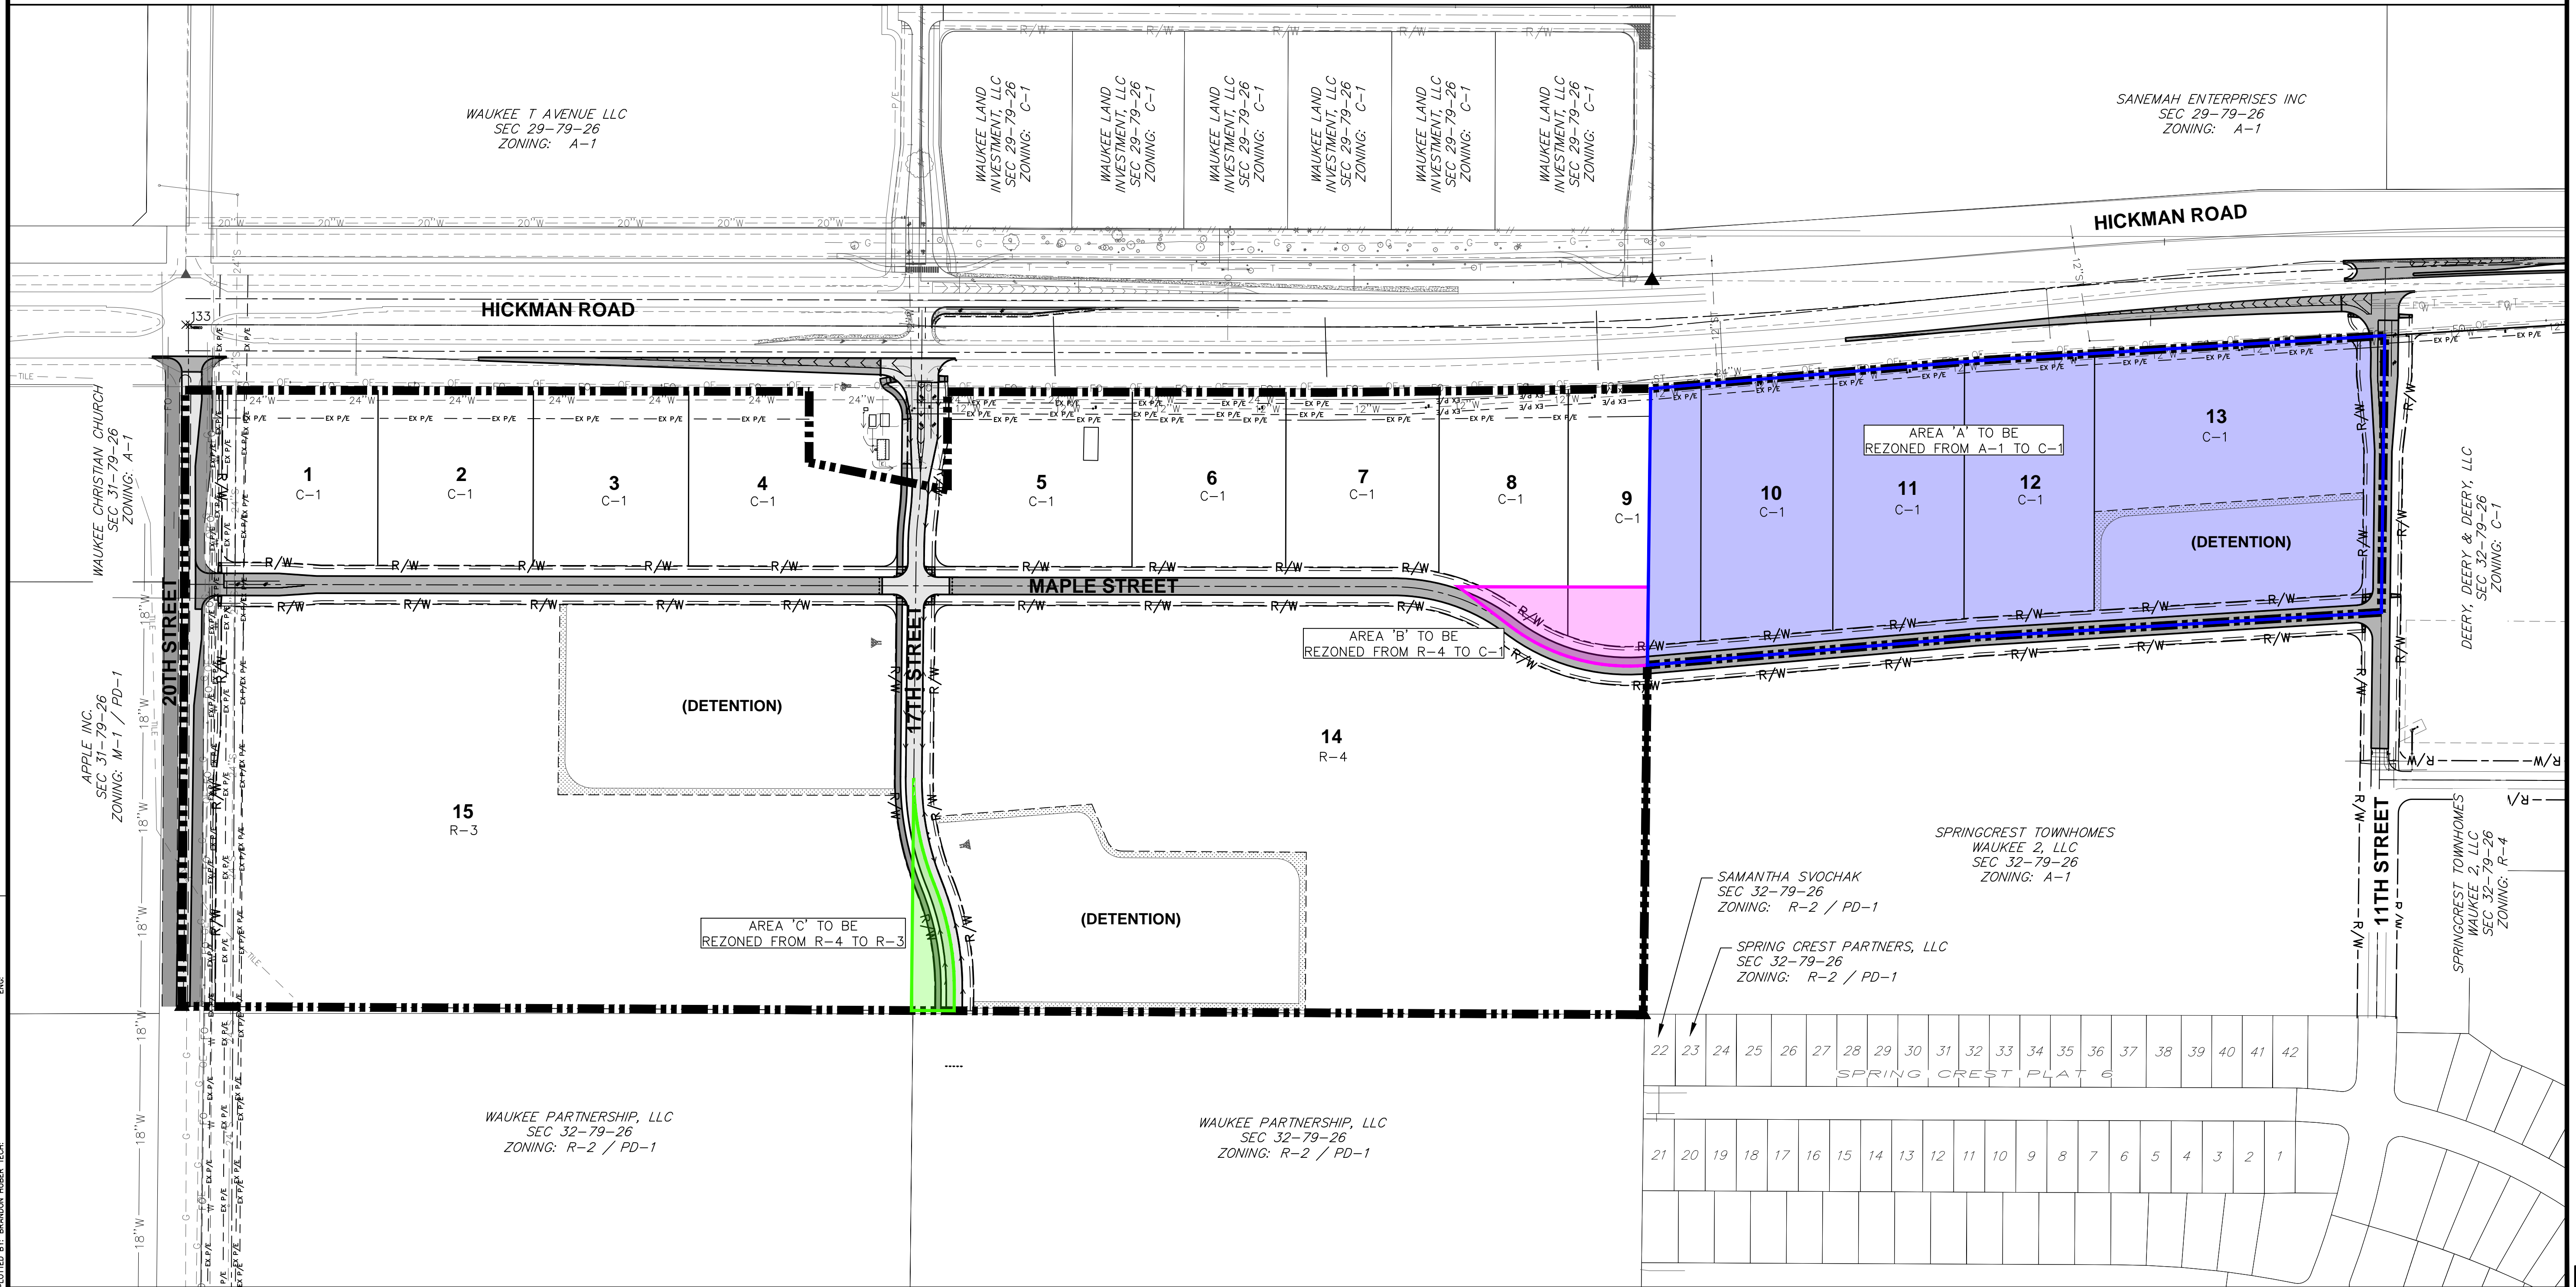 WAUKEE T AVENUE LLC
SEC 29-79-26
ZONING: A-1
WAUKEE LAND
INVESTMENT, LLC
SEC 29-79-26
ZONING: C-1
WAUKEE LAND
INVESTMENT, LLC
SEC 29-79-26
ZONING: C-1
WAUKEE LAND
INVESTMENT, LLC
SEC 29-79-26
ZONING: C-1
WAUKEE LAND
INVESTMENT, LLC
SEC 29-79-26
ZONING: C-1
WAUKEE LAND
INVESTMENT, LLC
SEC 29-79-26
ZONING: C-1
WAUKEE LAND
INVESTMENT, LLC
SEC 29-79-26
ZONING: C-1
SANEMAH ENTERPRISES INC
SEC 29-79-26
ZONING: A-1
HICKMAN ROAD
HICKMAN ROAD
133
WAUKEE CHRISTIAN CHURCH
SEC 31-79-26
ZONING: A-1
1
C-1
2
C-1
3
C-1
4
C-1
5
C-1
6
C-1
7
C-1
8
C-1
9
C-1
10
C-1
11
C-1
12
C-1
13
C-1
AREA 'A' TO BE
REZONED FROM A-1 TO C-1
(DETENTION)
DEERY, DEERY & DEERY, LLC
SEC 32-79-26
ZONING: C-1
MAPLE STREET
20TH STREET
17TH STREET
11TH STREET
AREA 'B' TO BE
REZONED FROM R-4 TO C-1
APPLE INC.
SEC 31-79-26
ZONING: M-1 / PD-1
(DETENTION)
14
R-4
15
R-3
(DETENTION)
AREA 'C' TO BE
REZONED FROM R-4 TO R-3
SPRINGCREST TOWNHOMES
WAUKEE 2, LLC
SEC 32-79-26
ZONING: A-1
SAMANTHA SVOCHAK
SEC 32-79-26
ZONING: R-2 / PD-1
SPRING CREST PARTNERS, LLC
SEC 32-79-26
ZONING: R-2 / PD-1
SPRINGCREST TOWNHOMES
WAUKEE 2, LLC
SEC 32-79-26
ZONING: R-4
22 23 24 25 26 27 28 29 30 31 32 33 34 35 36 37 38 39 40 41 42
SPRING CREST PLAT 6
21 20 19 18 17 16 15 14 13 12 11 10 9 8 7 6 5 4 3 2 1
WAUKEE PARTNERSHIP, LLC
SEC 32-79-26
ZONING: R-2 / PD-1
WAUKEE PARTNERSHIP, LLC
SEC 32-79-26
ZONING: R-2 / PD-1